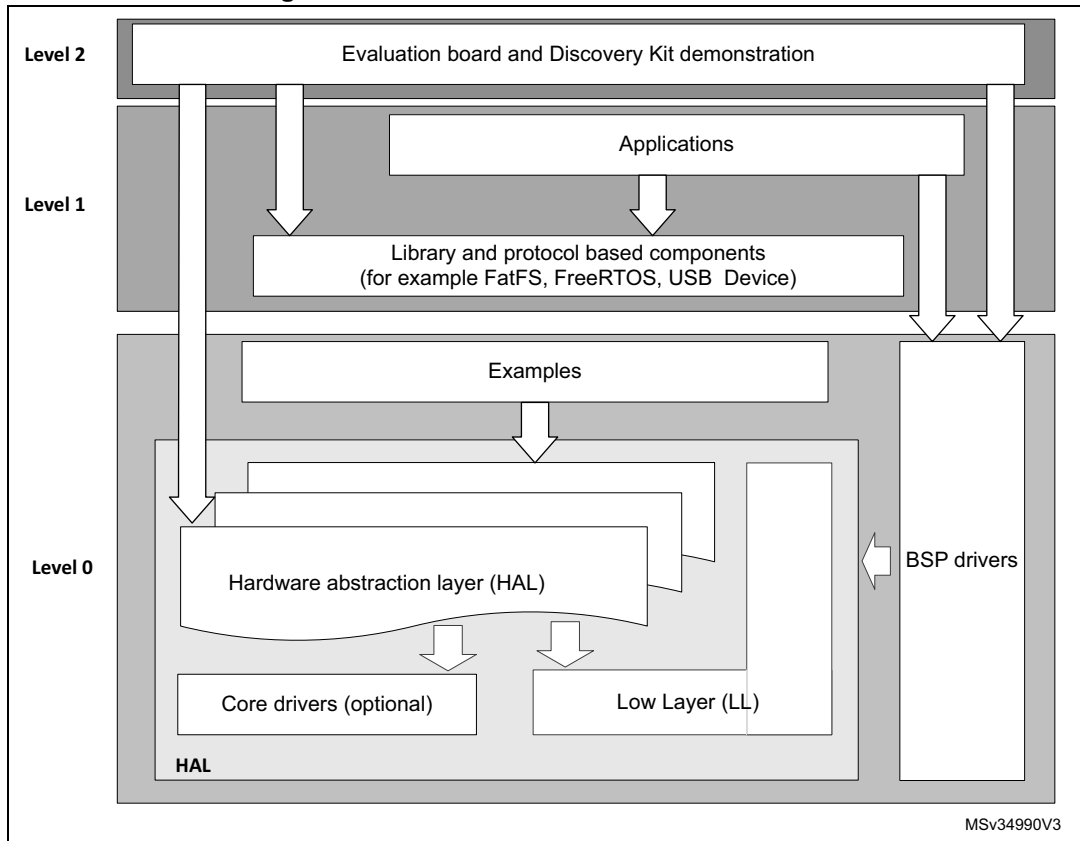 Level 2
Evaluation board and Discovery Kit demonstration
Applications
Level 1
Library and protocol based components
(for example FatFS, FreeRTOS, USB Device)
Examples
Level 0
Hardware abstraction layer (HAL)
BSP drivers
Core drivers (optional)
Low Layer (LL)
HAL
MSv34990V3